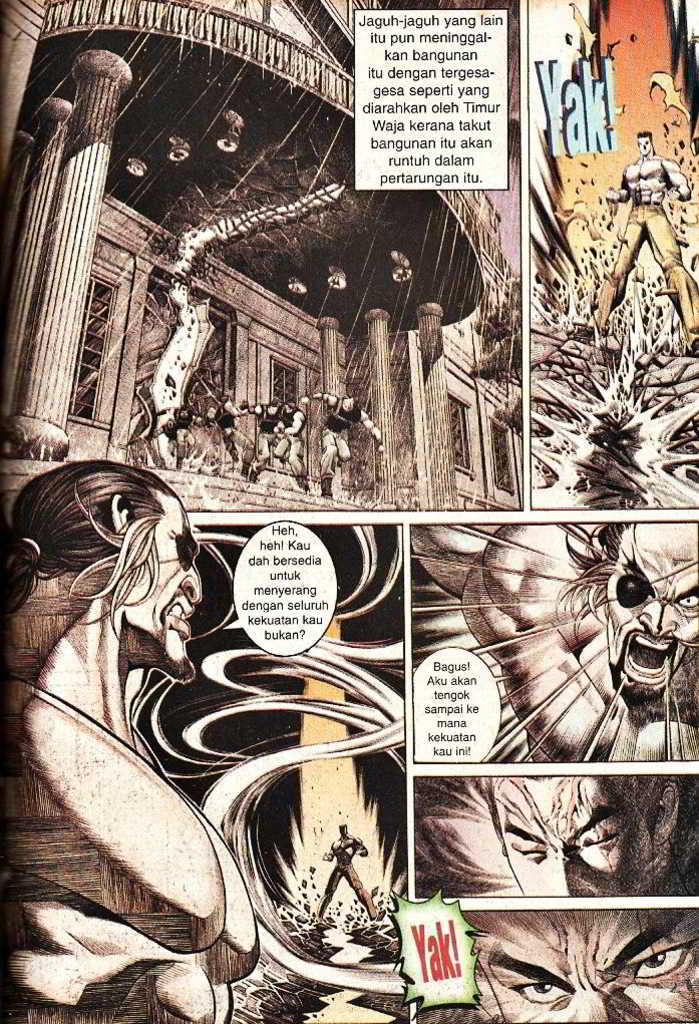 Jaguh-jaguh yang lain
itu pun meninggal-
kan bangunan
itu dengan tergesa-
gesa seperti yang
diarahkan oleh Timur
Waja kerana takut
bangunan itu akan
runtuh dalam
pertarungan itu.
Yak!
Heh,
heh! Kau
dah bersedia
untuk
menyerang
dengan seluruh
kekuatan kau
bukan?
Bagus!
Aku akan
tengok
sampai ke
mana
kekuatan
kau ini!
Yak!